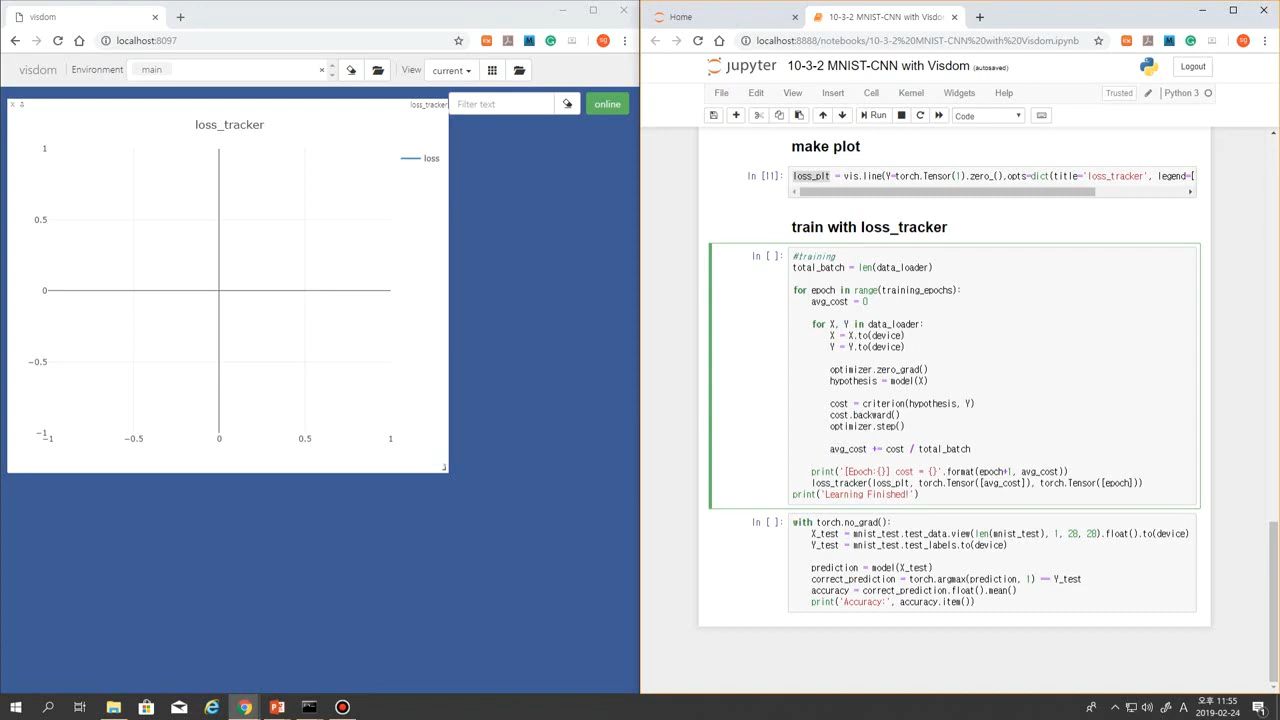 visdom
localhost:8097
visdom Environment main View current
x loss_tracker Filter text online
loss_tracker
loss
1
0.5
0
−0.5
−1
−1 −0.5 0 0.5 1
Home 10-3-2 MNIST-CNN with Visdom
localhost:8888/notebooks/10-3-2%20MNIST-CNN%20with%20Visdom.ipynb
jupyter 10-3-2 MNIST-CNN with Visdom (autosaved) Logout
File Edit View Insert Cell Kernel Widgets Help Trusted Python 3
Run Code
make plot
In [11]: loss_plt = vis.line(Y=torch.Tensor(1).zero_(),opts=dict(title='loss_tracker', legend=[
train with loss_tracker
In [ ]: #training
total_batch = len(data_loader)
for epoch in range(training_epochs):
avg_cost = 0
for X, Y in data_loader:
X = X.to(device)
Y = Y.to(device)
optimizer.zero_grad()
hypothesis = model(X)
cost = criterion(hypothesis, Y)
cost.backward()
optimizer.step()
avg_cost += cost / total_batch
print('[Epoch:{}] cost = {}'.format(epoch+1, avg_cost))
loss_tracker(loss_plt, torch.Tensor([avg_cost]), torch.Tensor([epoch]))
print('Learning Finished!')
In [ ]: with torch.no_grad():
X_test = mnist_test.test_data.view(len(mnist_test), 1, 28, 28).float().to(device)
Y_test = mnist_test.test_labels.to(device)
prediction = model(X_test)
correct_prediction = torch.argmax(prediction, 1) == Y_test
accuracy = correct_prediction.float().mean()
print('Accuracy:', accuracy.item())
A 오후 11:55
2019-02-24